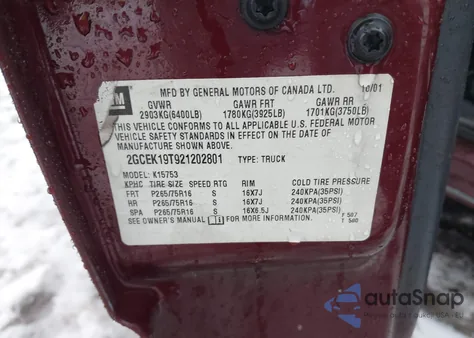 GM
MFD BY GENERAL MOTORS OF CANADA LTD. 10/01
GVWR GAWR FRT GAWR RR
2903KG(6400LB) 1780KG(3925LB) 1701KG(3750LB)
THIS VEHICLE CONFORMS TO ALL APPLICABLE U.S. FEDERAL MOTOR
VEHICLE SAFETY STANDARDS IN EFFECT ON THE DATE OF
MANUFACTURE SHOWN ABOVE.
2GCEK19T921202801 TYPE: TRUCK
M K15753
KPHC TIRE SIZE SPEED RTG RIM COLD TIRE PRESSURE
FRT P265/75R16 S 16X7J 240KPA(35PSI)
RR P265/75R16 S 16X7J 240KPA(35PSI)
SPA P265/75R16 S 16X6.5J 240KPA(35PSI)
SEE OWNER'S MANUAL FOR MORE INFORMATION. F 507
T 560
autoSnap